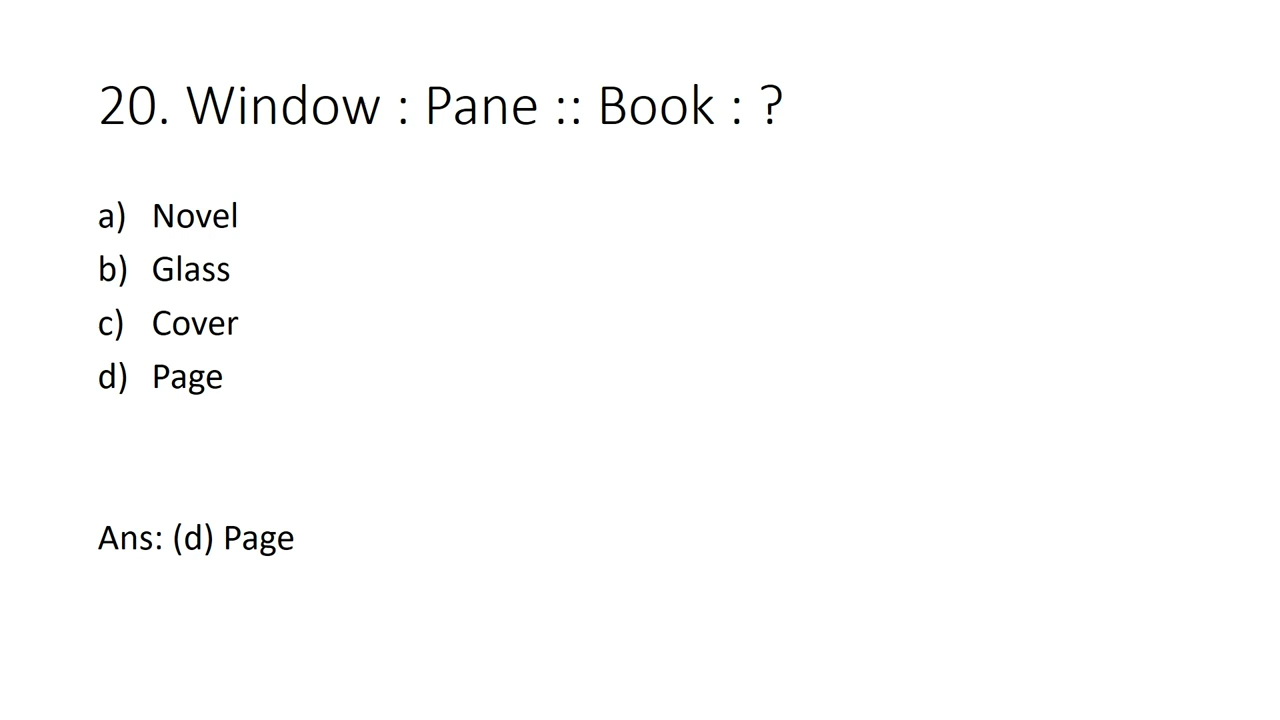 20. Window : Pane :: Book : ?
a) Novel
b) Glass
c) Cover
d) Page
Ans: (d) Page